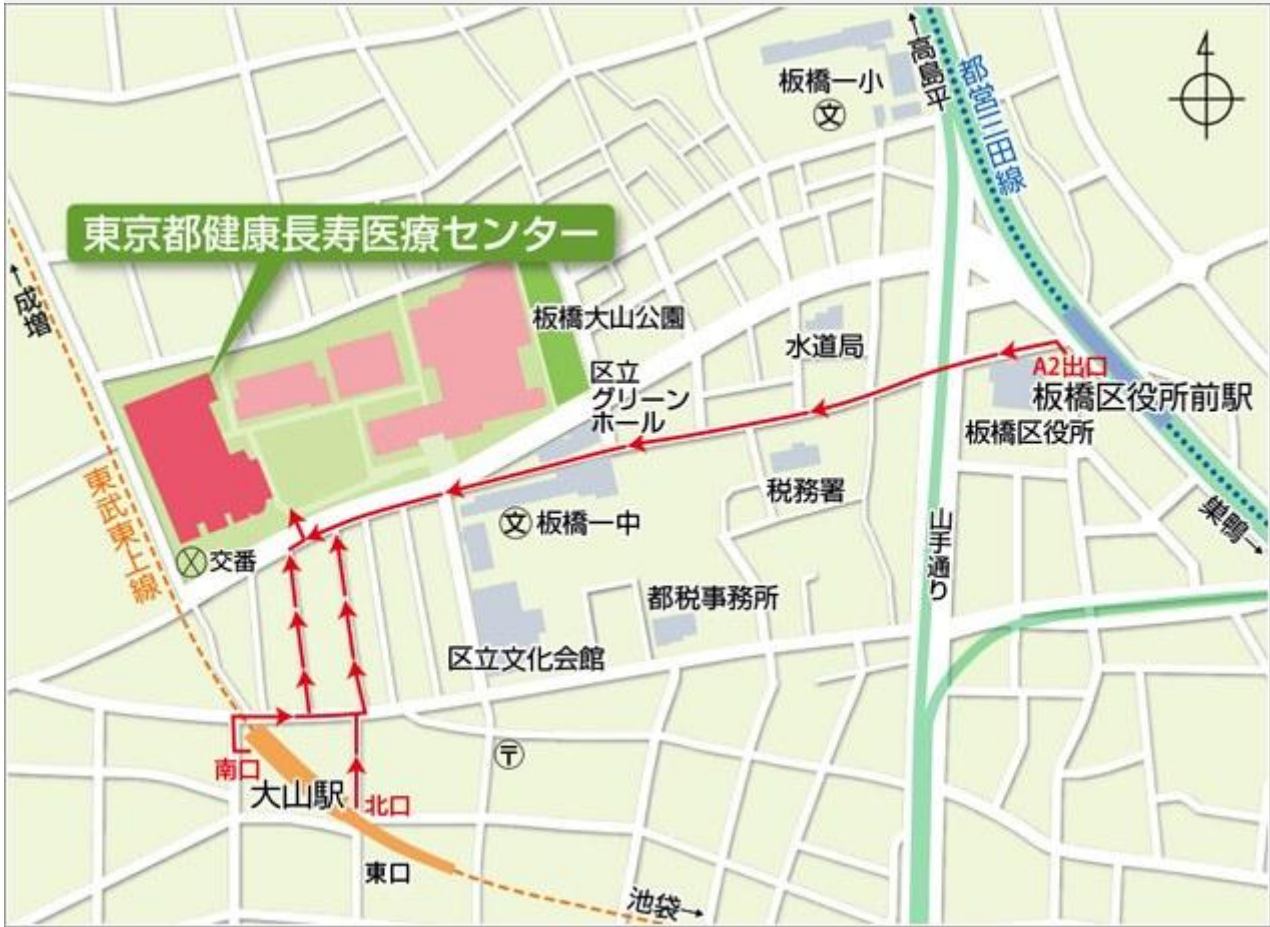 板橋一小
文
←高島平
都営三田線
4
東京都健康長寿医療センター
←成増
板橋大山公園
水道局
A2出口
板橋区役所前駅
区立
グリーン
ホール
板橋区役所
東武東上線
税務署
文 板橋一中
山手通り
巣鴨→
交番
都税事務所
区立文化会館
〒
南口
大山駅
北口
東口
池袋→